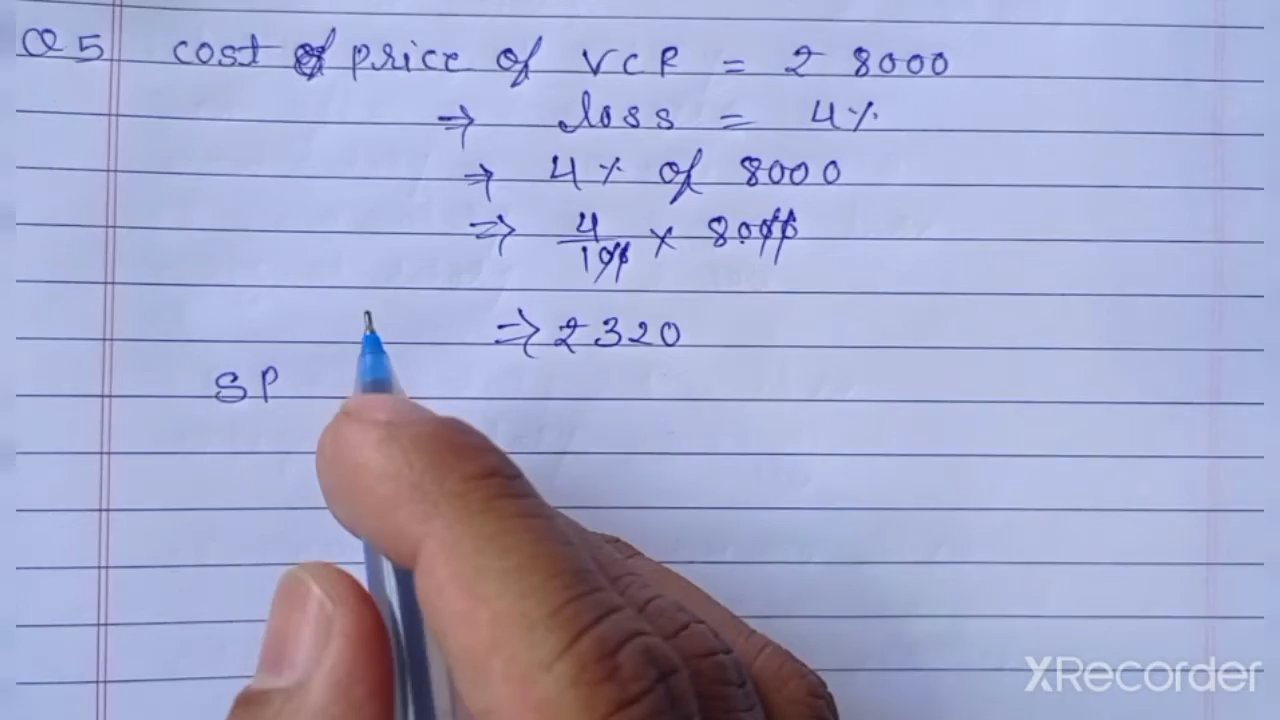 Q5 cost of price of VCR = ₹ 8000
⇒ loss = 4%
⇒ 4% of 8000
⇒ 4/100 × 8000
⇒ ₹ 320
SP
XRecorder